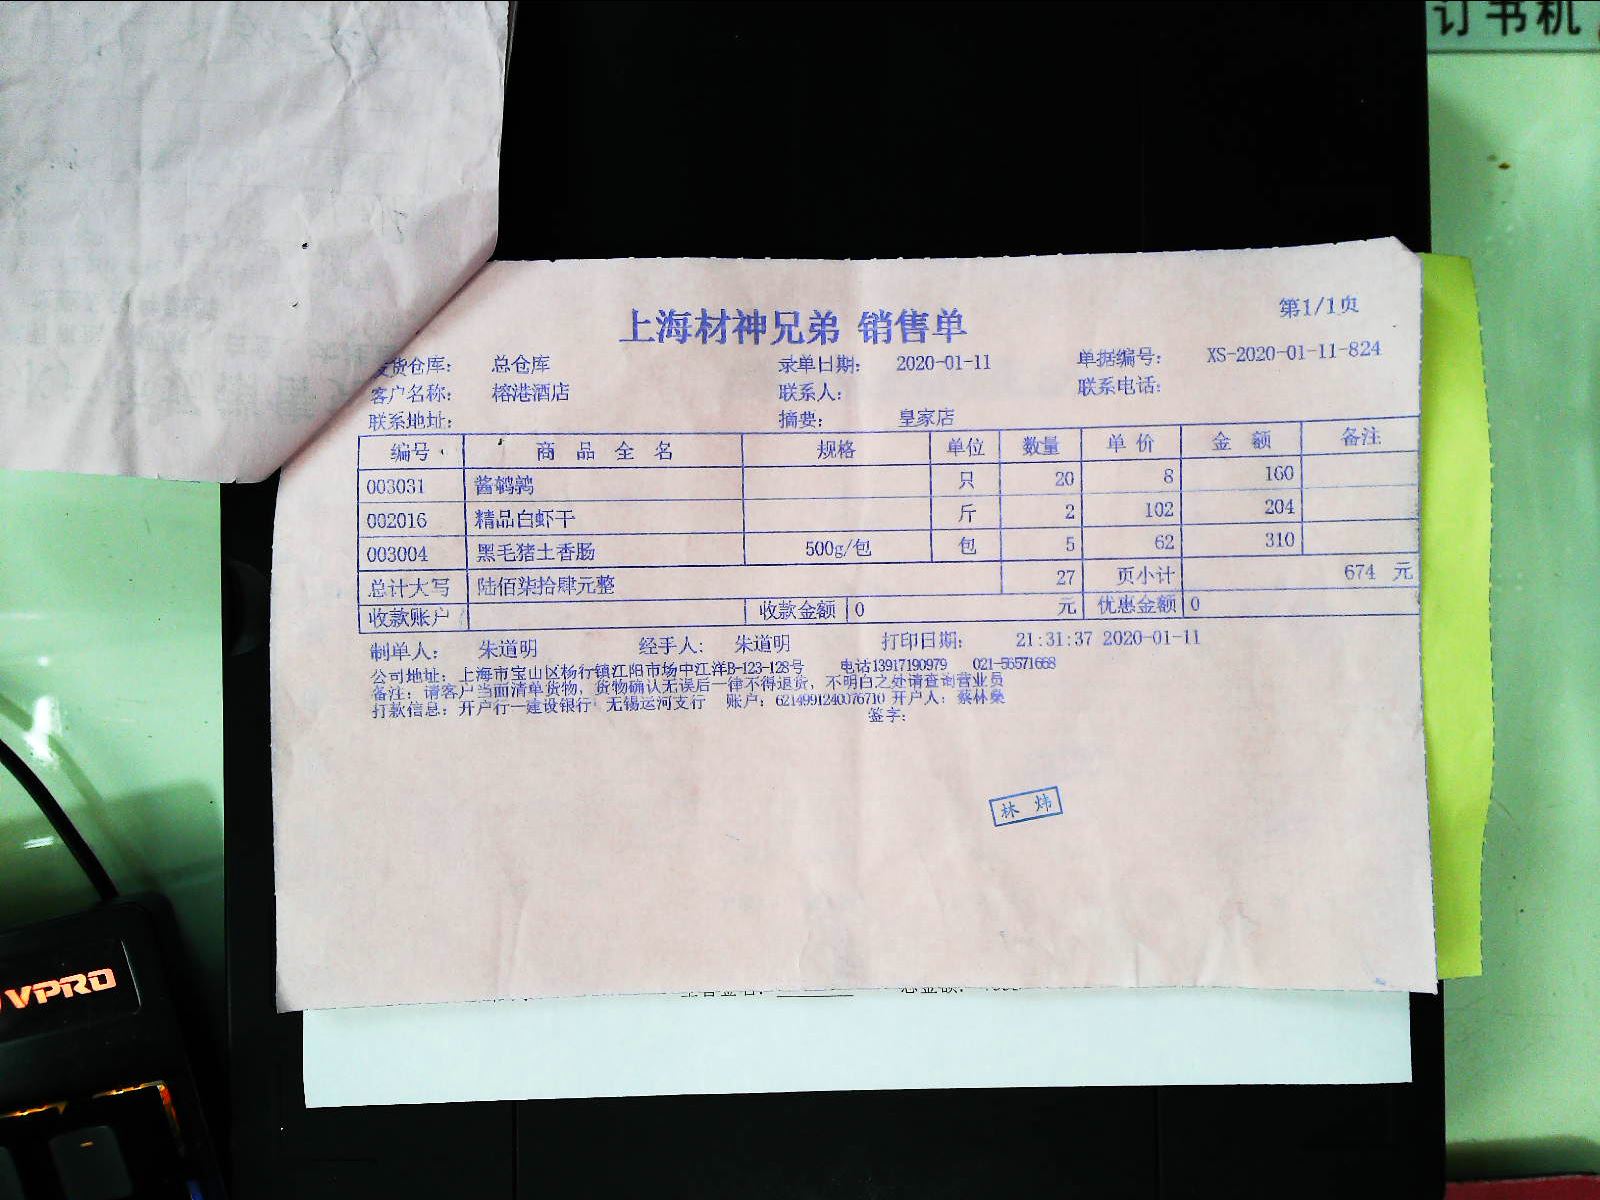 订书机
第1/1页
上海材神兄弟 销售单
发货仓库: 总仓库 录单日期: 2020-01-11 单据编号: XS-2020-01-11-824
客户名称: 榕港酒店 联系人: 联系电话:
联系地址: 摘要: 皇家店
编号 商品全名 规格 单位 数量 单价 金额 备注
003031 酱鹌鹑 只 20 8 160
002016 精品白虾干 斤 2 102 204
003004 黑毛猪土香肠 500g/包 包 5 62 310
总计大写 陆佰柒拾肆元整 27 页小计 674 元
收款账户 收款金额 0 元 优惠金额 0
制单人: 朱道明 经手人: 朱道明 打印日期: 21:31:37 2020-01-11
公司地址: 上海市宝山区杨行镇江阳市场中江洋B-123-128号 电话13917190979 021-56571668
备注: 请客户当面清单货物, 货物确认无误后一律不得退货, 不明白之处请查询营业员
打款信息: 开户行—建设银行 无锡运河支行 账户: 6214991240076710 开户人: 蔡林燊
签字:
林炜
VPRO